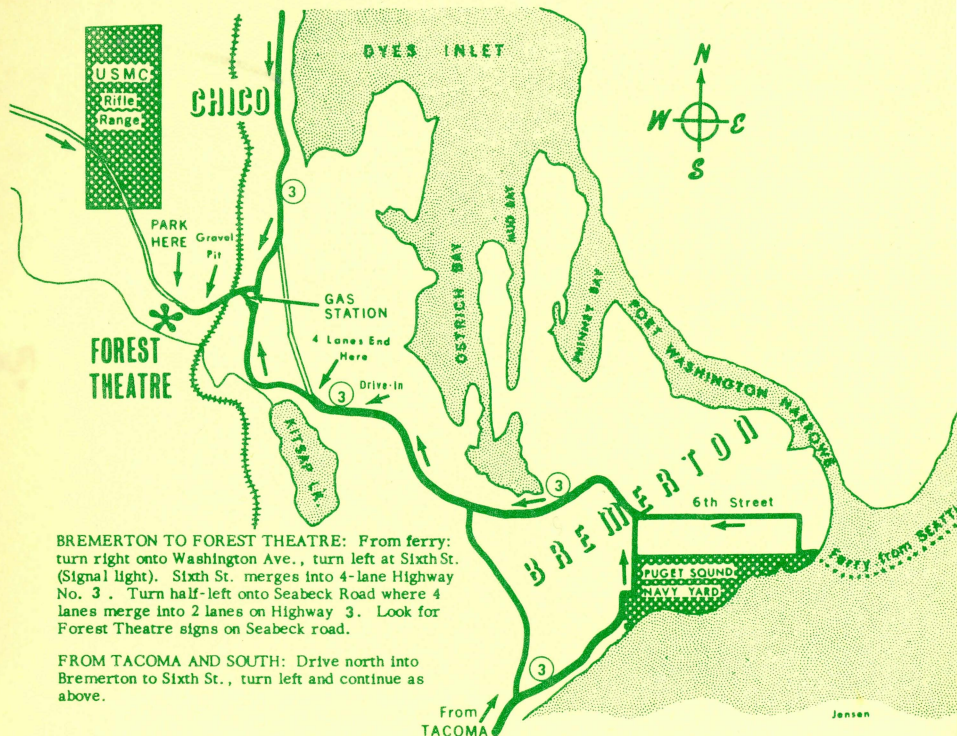 DYES INLET
USMC
Rifle
Range
CHICO
N
W E
S
3
PARK
HERE
Gravel
Pit
GAS
STATION
4 Lanes End
Here
FOREST
THEATRE
3
Drive-In
OSTRICH BAY
MUD BAY
PHINNEY BAY
PORT WASHINGTON NARROWS
KITSAP LK.
BREMERTON
3
6th Street
Ferry from SEATTL
PUGET SOUND
NAVY YARD
BREMERTON TO FOREST THEATRE: From ferry:
turn right onto Washington Ave., turn left at Sixth St.
(Signal light). Sixth St. merges into 4-lane Highway
No. 3 . Turn half-left onto Seabeck Road where 4
lanes merge into 2 lanes on Highway 3. Look for
Forest Theatre signs on Seabeck road.
FROM TACOMA AND SOUTH: Drive north into
Bremerton to Sixth St., turn left and continue as
above.
3
From
TACOMA
Jensen